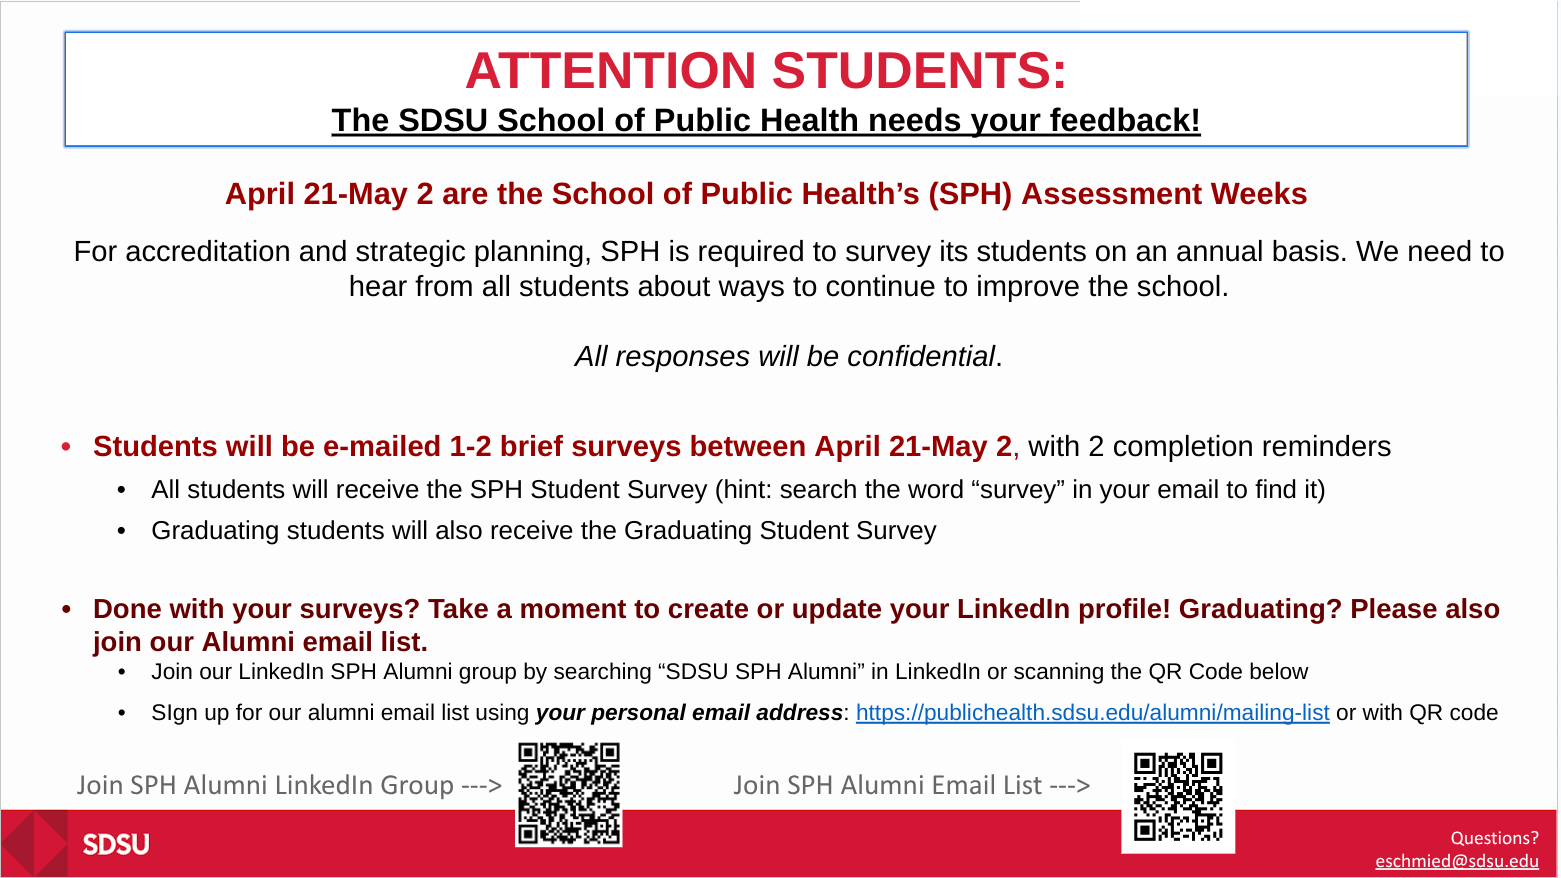 ATTENTION STUDENTS:
The SDSU School of Public Health needs your feedback!
April 21-May 2 are the School of Public Health’s (SPH) Assessment Weeks
For accreditation and strategic planning, SPH is required to survey its students on an annual basis. We need to
hear from all students about ways to continue to improve the school.
All responses will be confidential.
• Students will be e-mailed 1-2 brief surveys between April 21-May 2, with 2 completion reminders
• All students will receive the SPH Student Survey (hint: search the word “survey” in your email to find it)
• Graduating students will also receive the Graduating Student Survey
• Done with your surveys? Take a moment to create or update your LinkedIn profile! Graduating? Please also
join our Alumni email list.
• Join our LinkedIn SPH Alumni group by searching “SDSU SPH Alumni” in LinkedIn or scanning the QR Code below
• SIgn up for our alumni email list using your personal email address: https://publichealth.sdsu.edu/alumni/mailing-list or with QR code
Join SPH Alumni LinkedIn Group --->
Join SPH Alumni Email List --->
SDSU
Questions?
eschmied@sdsu.edu